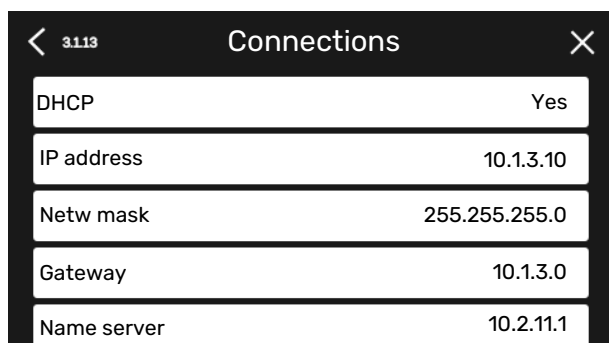 3.1.13 Connections
DHCP Yes
IP address 10.1.3.10
Netw mask 255.255.255.0
Gateway 10.1.3.0
Name server 10.2.11.1